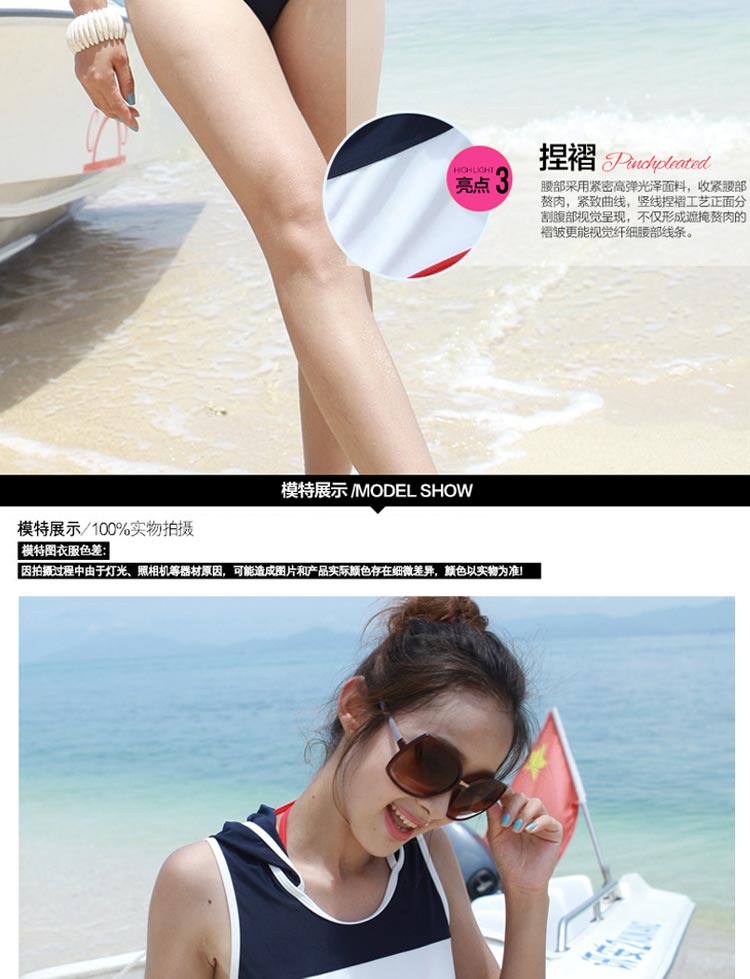 捏褶 Pinchpleated
HIGH LIGHT
亮点3
腰部采用紧密高弹光泽面料，收紧腰部
赘肉，紧致曲线，竖线捏褶工艺正面分
割腹部视觉呈现，不仅形成遮掩赘肉的
褶皱更能视觉纤细腰部线条。
模特展示 /MODEL SHOW
模特展示/100%实物拍摄
模特图衣服色差:
因拍摄过程中由于灯光、照相机等器材原因，可能造成图片和产品实际颜色存在细微差异，颜色以实物为准!